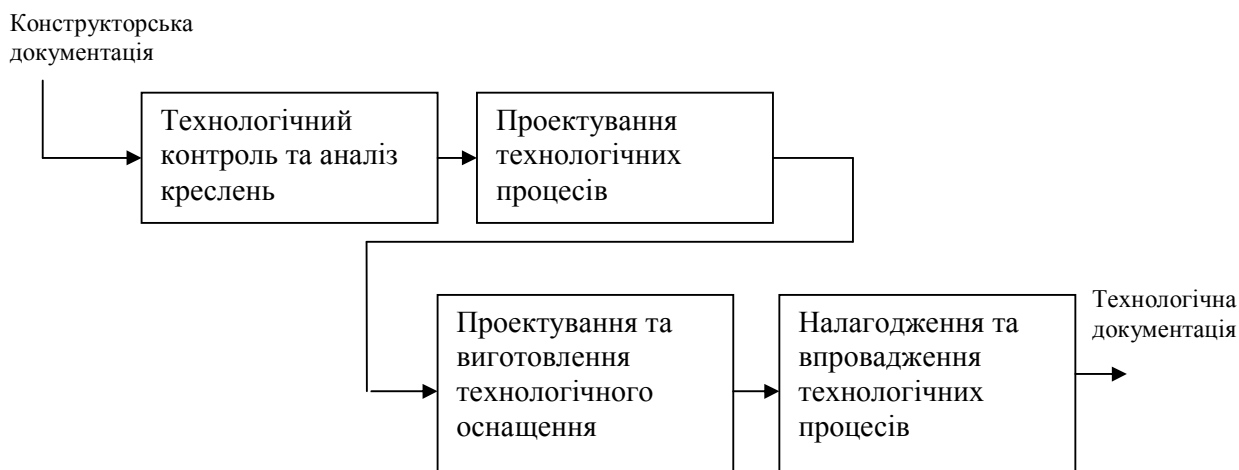 Конструкторська
документація
Технологічний
контроль та аналіз
креслень
Проектування
технологічних
процесів
Проектування та
виготовлення
технологічного
оснащення
Налагодження та
впровадження
технологічних
процесів
Технологічна
документація